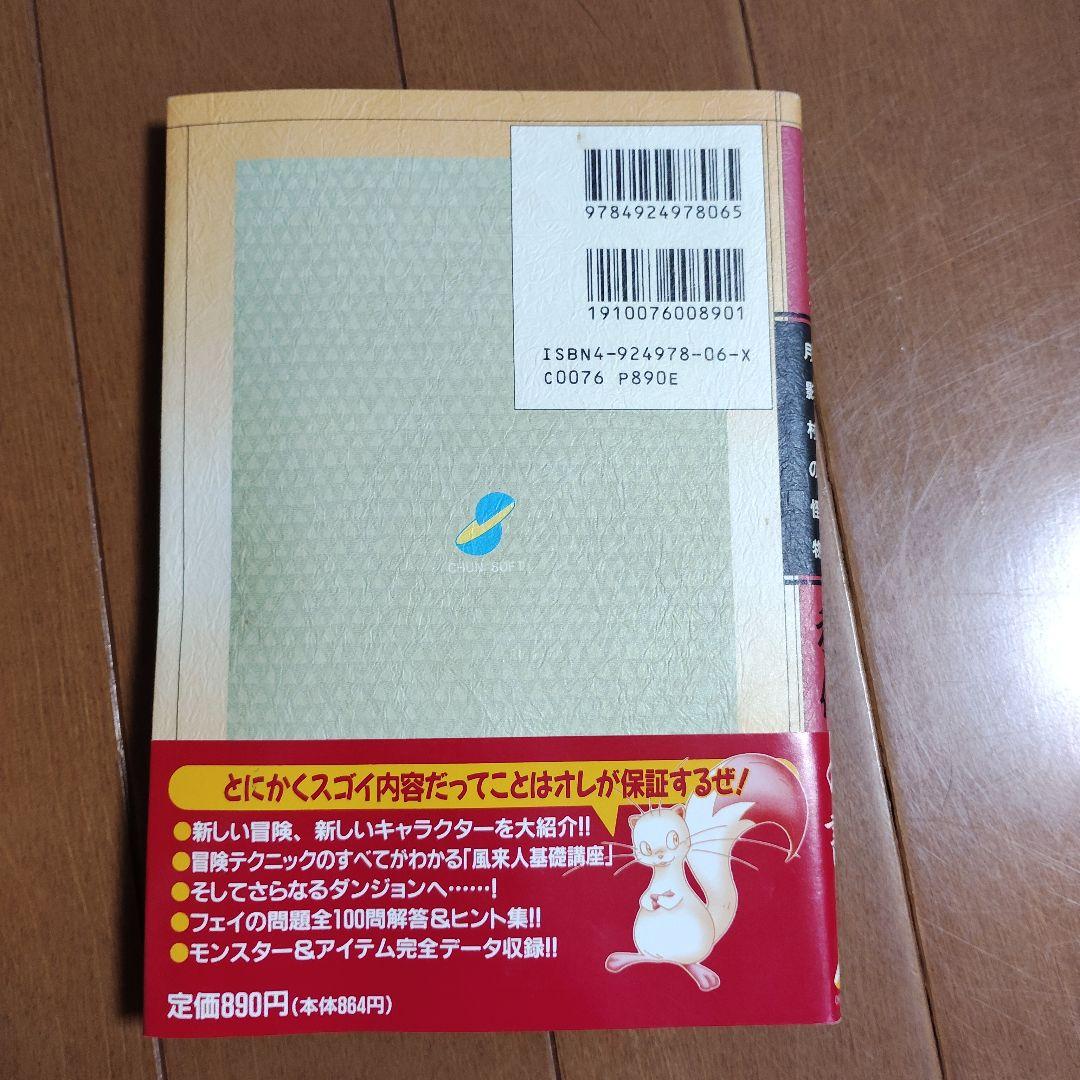 9784924978065
1910076008901
ISBN4-924978-06-X
C0076 P890E
月影村の怪物
CHUN SOFT
とにかくスゴイ内容だってことはオレが保証するぜ!
●新しい冒険、新しいキャラクターを大紹介!!
●冒険テクニックのすべてがわかる「風来人基礎講座」
●そしてさらなるダンジョンへ……!
●フェイの問題全100問解答&ヒント集!!
●モンスター&アイテム完全データ収録!!
定価890円(本体864円)